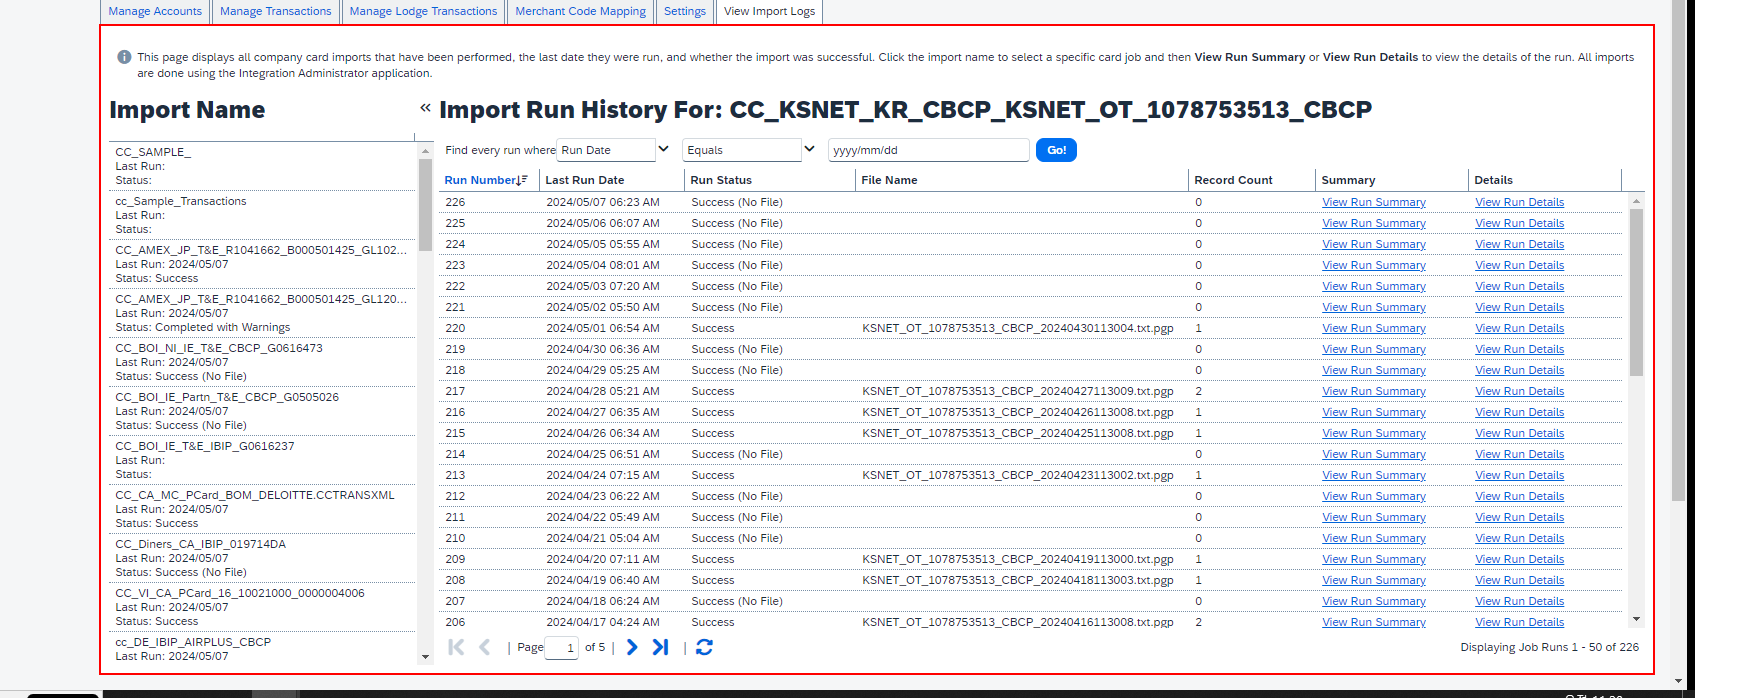 Manage Accounts Manage Transactions Manage Lodge Transactions Merchant Code Mapping Settings View Import Logs
This page displays all company card imports that have been performed, the last date they were run, and whether the import was successful. Click the import name to select a specific card job and then View Run Summary or View Run Details to view the details of the run. All imports
are done using the Integration Administrator application.
Import Name
CC_SAMPLE_
Last Run:
Status:
cc_Sample_Transactions
Last Run:
Status:
CC_AMEX_JP_T&E_R1041662_B000501425_GL102...
Last Run: 2024/05/07
Status: Success
CC_AMEX_JP_T&E_R1041662_B000501425_GL120...
Last Run: 2024/05/07
Status: Completed with Warnings
CC_BOI_NI_IE_T&E_CBCP_G0616473
Last Run: 2024/05/07
Status: Success (No File)
CC_BOI_IE_Partn_T&E_CBCP_G0505026
Last Run: 2024/05/07
Status: Success (No File)
CC_BOI_IE_T&E_IBIP_G0616237
Last Run:
Status:
CC_CA_MC_PCard_BOM_DELOITTE.CCTRANSXML
Last Run: 2024/05/07
Status: Success
CC_Diners_CA_IBIP_019714DA
Last Run: 2024/05/07
Status: Success (No File)
CC_VI_CA_PCard_16_10021000_0000004006
Last Run: 2024/05/07
Status: Success
cc_DE_IBIP_AIRPLUS_CBCP
Last Run: 2024/05/07
« Import Run History For: CC_KSNET_KR_CBCP_KSNET_OT_1078753513_CBCP
Find every run where Run Date Equals yyyy/mm/dd Go!
Run Number Last Run Date Run Status File Name Record Count Summary Details
226 2024/05/07 06:23 AM Success (No File) 0 View Run Summary View Run Details
225 2024/05/06 06:07 AM Success (No File) 0 View Run Summary View Run Details
224 2024/05/05 05:55 AM Success (No File) 0 View Run Summary View Run Details
223 2024/05/04 08:01 AM Success (No File) 0 View Run Summary View Run Details
222 2024/05/03 07:20 AM Success (No File) 0 View Run Summary View Run Details
221 2024/05/02 05:50 AM Success (No File) 0 View Run Summary View Run Details
220 2024/05/01 06:54 AM Success KSNET_OT_1078753513_CBCP_20240430113004.txt.pgp 1 View Run Summary View Run Details
219 2024/04/30 06:36 AM Success (No File) 0 View Run Summary View Run Details
218 2024/04/29 05:25 AM Success (No File) 0 View Run Summary View Run Details
217 2024/04/28 05:21 AM Success KSNET_OT_1078753513_CBCP_20240427113009.txt.pgp 2 View Run Summary View Run Details
216 2024/04/27 06:35 AM Success KSNET_OT_1078753513_CBCP_20240426113008.txt.pgp 1 View Run Summary View Run Details
215 2024/04/26 06:34 AM Success KSNET_OT_1078753513_CBCP_20240425113008.txt.pgp 1 View Run Summary View Run Details
214 2024/04/25 06:51 AM Success (No File) 0 View Run Summary View Run Details
213 2024/04/24 07:15 AM Success KSNET_OT_1078753513_CBCP_20240423113002.txt.pgp 1 View Run Summary View Run Details
212 2024/04/23 06:22 AM Success (No File) 0 View Run Summary View Run Details
211 2024/04/22 05:49 AM Success (No File) 0 View Run Summary View Run Details
210 2024/04/21 05:04 AM Success (No File) 0 View Run Summary View Run Details
209 2024/04/20 07:11 AM Success KSNET_OT_1078753513_CBCP_20240419113000.txt.pgp 1 View Run Summary View Run Details
208 2024/04/19 06:40 AM Success KSNET_OT_1078753513_CBCP_20240418113003.txt.pgp 1 View Run Summary View Run Details
207 2024/04/18 06:24 AM Success (No File) 0 View Run Summary View Run Details
206 2024/04/17 04:24 AM Success KSNET_OT_1078753513_CBCP_20240416113008.txt.pgp 2 View Run Summary View Run Details
| Page 1 of 5 | | Displaying Job Runs 1 - 50 of 226